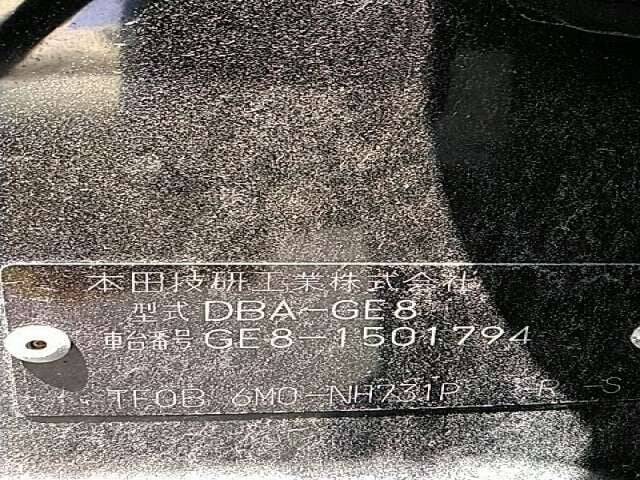 本田技研工業株式会社
型式 DBA-GE8
車台番号 GE8-1501794
TF0B 6M0-NH731P -R -S